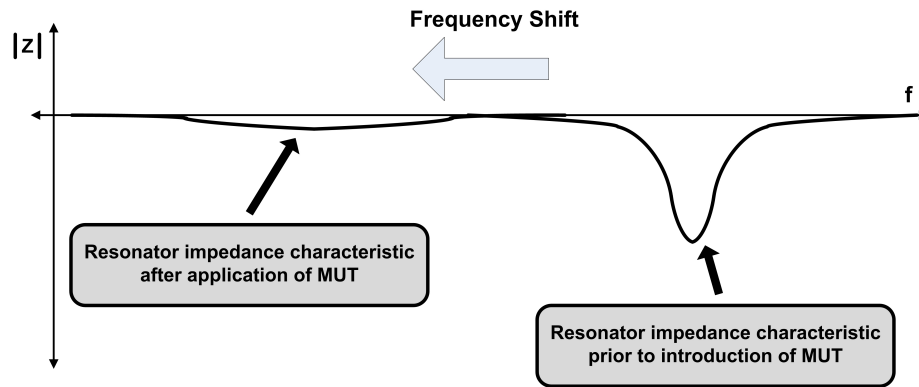 Frequency Shift
|Z|
f
Resonator impedance characteristic
after application of MUT
Resonator impedance characteristic
prior to introduction of MUT